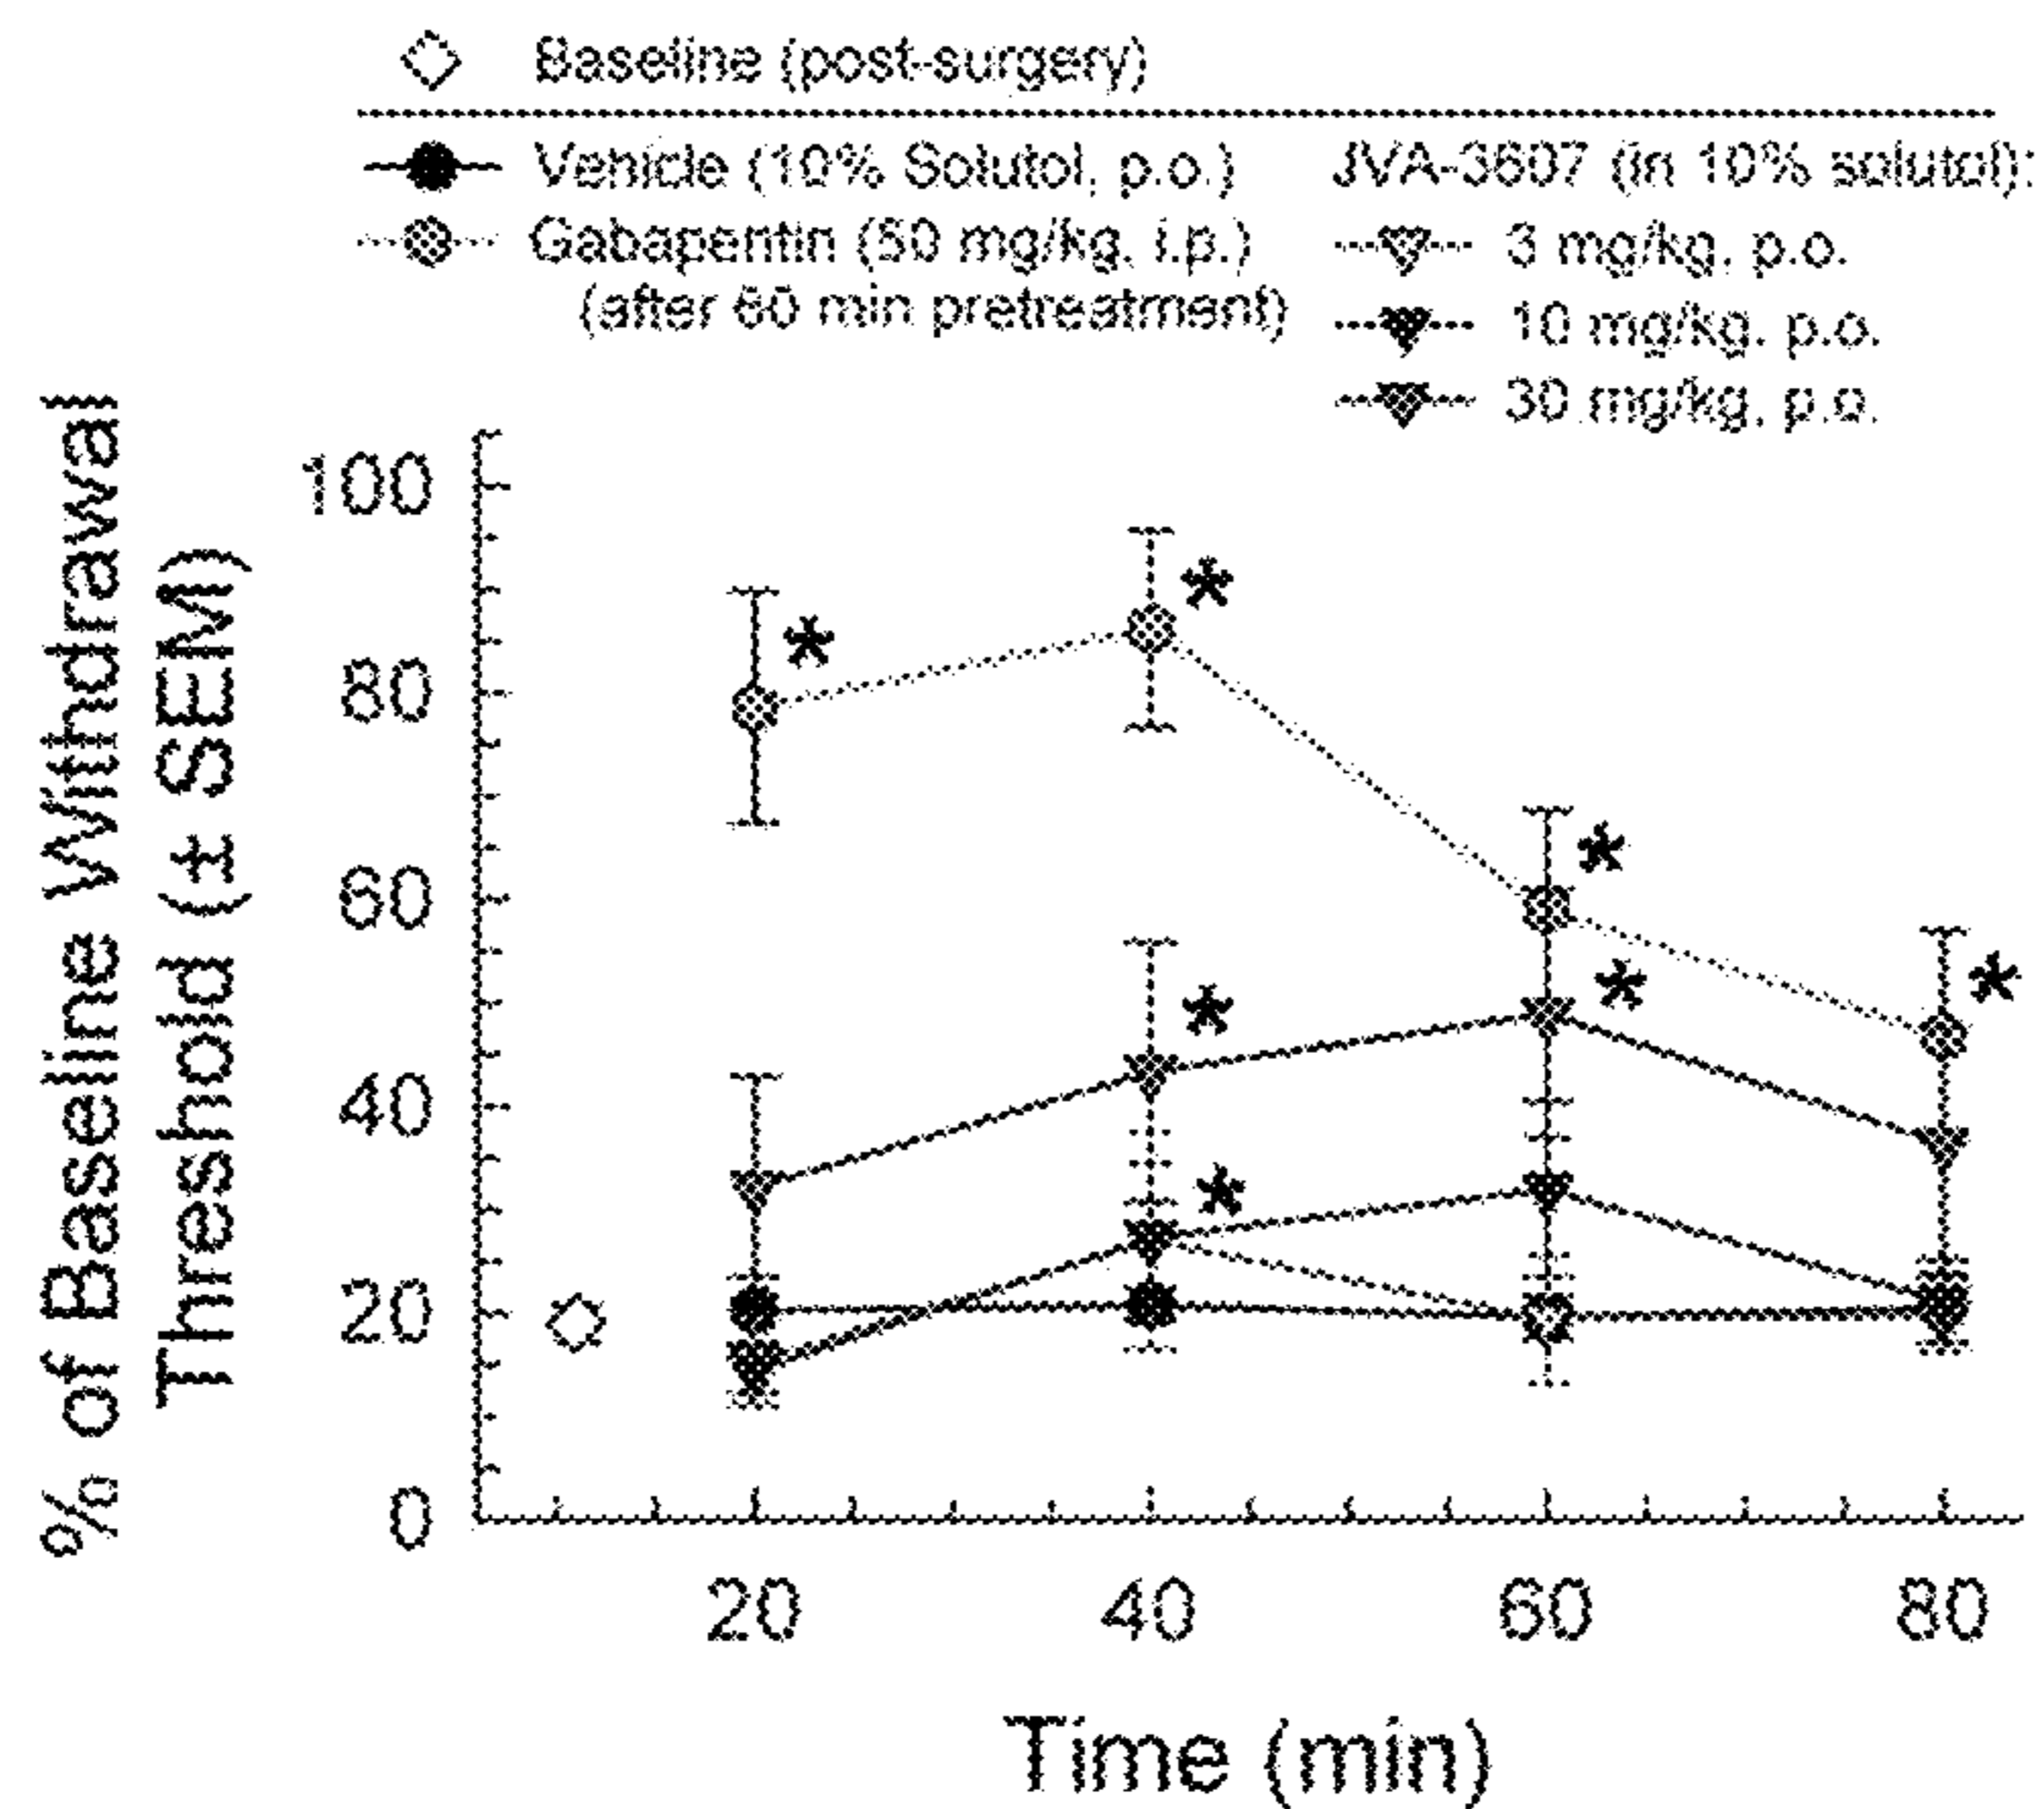 Baseline (post-surgery)
Vehicle (10% Solutol, p.o.)
Gabapentin (50 mg/kg, i.p.)
(after 60 min pretreatment)
JVA-3607 (in 10% solutol):
3 mg/kg, p.o.
10 mg/kg, p.o.
30 mg/kg, p.o.
% of Baseline Withdrawal
Threshold (± SEM)
100
80
60
40
20
0
* * * * * * * *
20 40 60 80
Time (min)